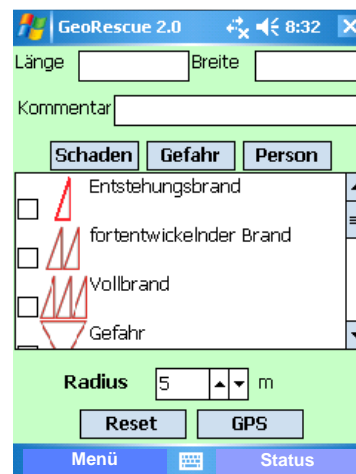 GeoRescue 2.0 8:32
Länge Breite
Kommentar
Schaden Gefahr Person
Entstehungsbrand
fortentwickelnder Brand
Vollbrand
Gefahr
Radius 5 m
Reset GPS
Menü Status